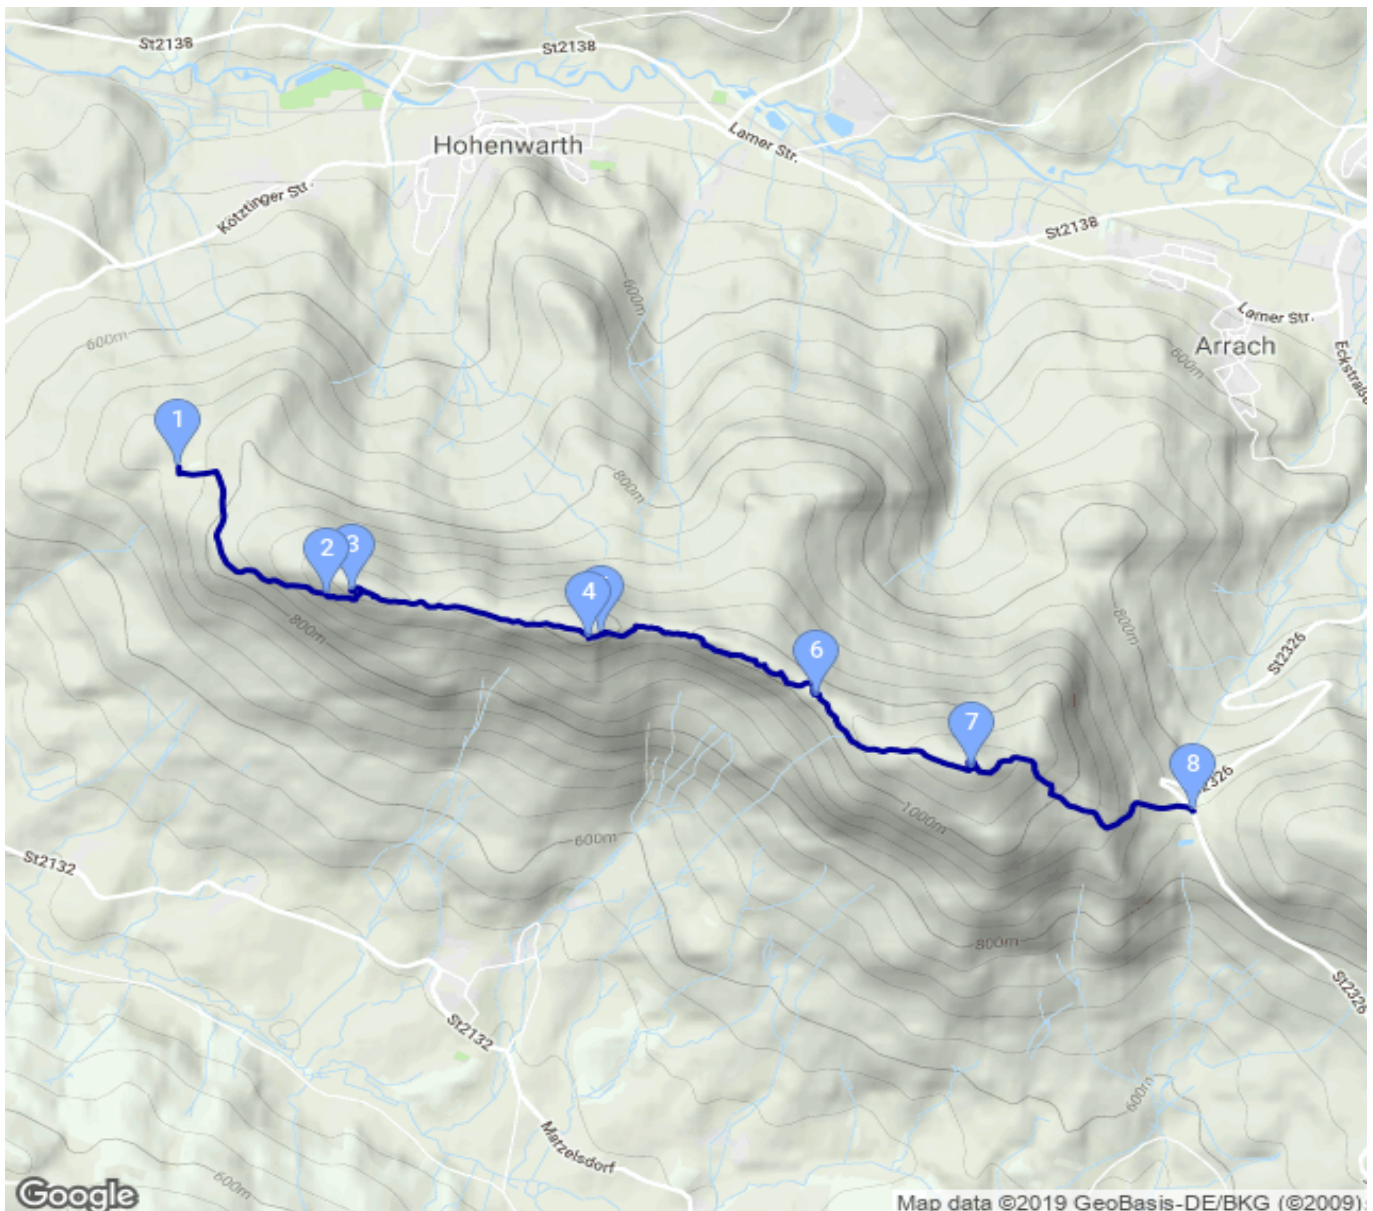 St2138
St2138
Hohenwarth
Lamer Str.
Kötztinger Str.
St2138
600m
Lamer Str.
600m
Arrach
600m
Eckstraße
1
800m
2
3
4
800m
800m
6
St2326
7
8
2326
1000m
600m
St2132
800m
St2326
St2132
600m
Matzelsdorf
600m
Google
Map data ©2019 GeoBasis-DE/BKG (©2009)